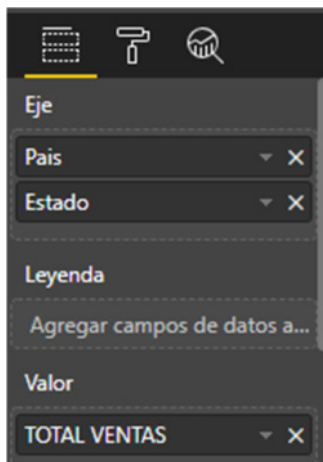 Eje
Pais
Estado
Leyenda
Agregar campos de datos a...
Valor
TOTAL VENTAS